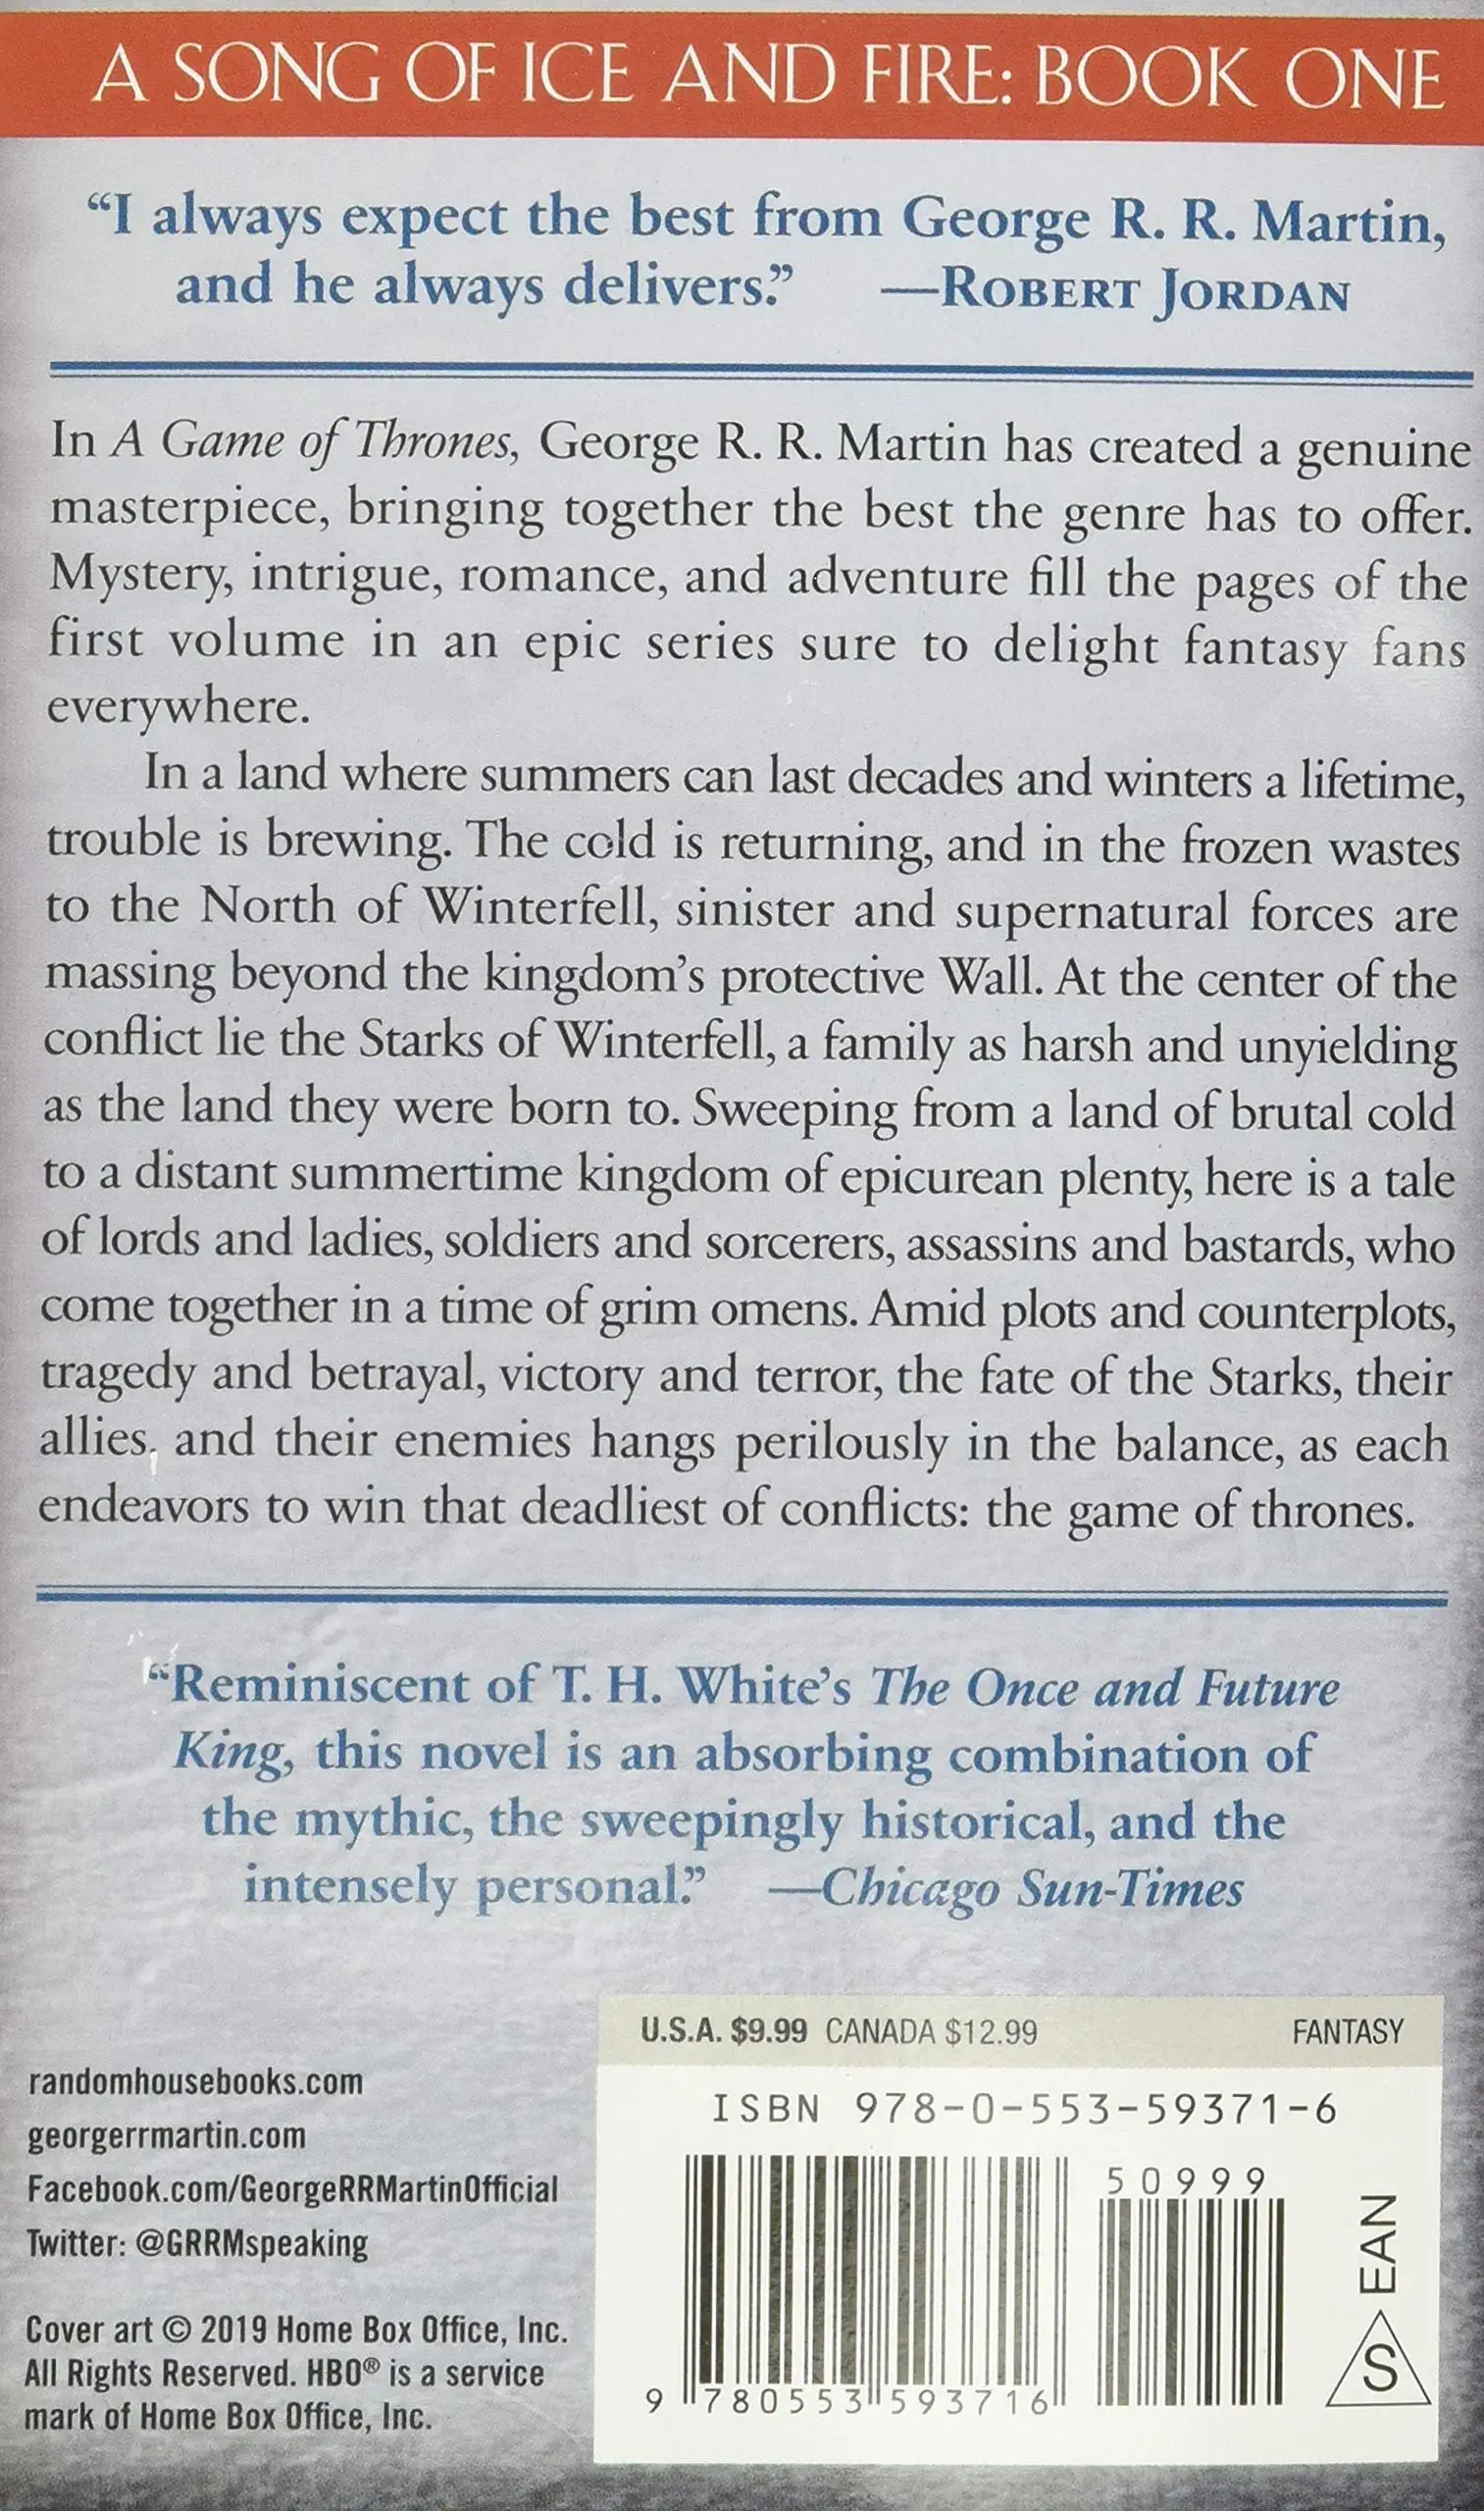 A SONG OF ICE AND FIRE: BOOK ONE
“I always expect the best from George R. R. Martin,
and he always delivers.” —ROBERT JORDAN
In A Game of Thrones, George R. R. Martin has created a genuine
masterpiece, bringing together the best the genre has to offer.
Mystery, intrigue, romance, and adventure fill the pages of the
first volume in an epic series sure to delight fantasy fans
everywhere.
In a land where summers can last decades and winters a lifetime,
trouble is brewing. The cold is returning, and in the frozen wastes
to the North of Winterfell, sinister and supernatural forces are
massing beyond the kingdom’s protective Wall. At the center of the
conflict lie the Starks of Winterfell, a family as harsh and unyielding
as the land they were born to. Sweeping from a land of brutal cold
to a distant summertime kingdom of epicurean plenty, here is a tale
of lords and ladies, soldiers and sorcerers, assassins and bastards, who
come together in a time of grim omens. Amid plots and counterplots,
tragedy and betrayal, victory and terror, the fate of the Starks, their
allies, and their enemies hangs perilously in the balance, as each
endeavors to win that deadliest of conflicts: the game of thrones.
“Reminiscent of T. H. White’s The Once and Future
King, this novel is an absorbing combination of
the mythic, the sweepingly historical, and the
intensely personal.” —Chicago Sun-Times
randomhousebooks.com
georgerrmartin.com
Facebook.com/GeorgeRRMartinOfficial
Twitter: @GRRMspeaking
Cover art © 2019 Home Box Office, Inc.
All Rights Reserved. HBO® is a service
mark of Home Box Office, Inc.
U.S.A. $9.99 CANADA $12.99 FANTASY
ISBN 978-0-553-59371-6
50999
9 780553 593716
EAN
S